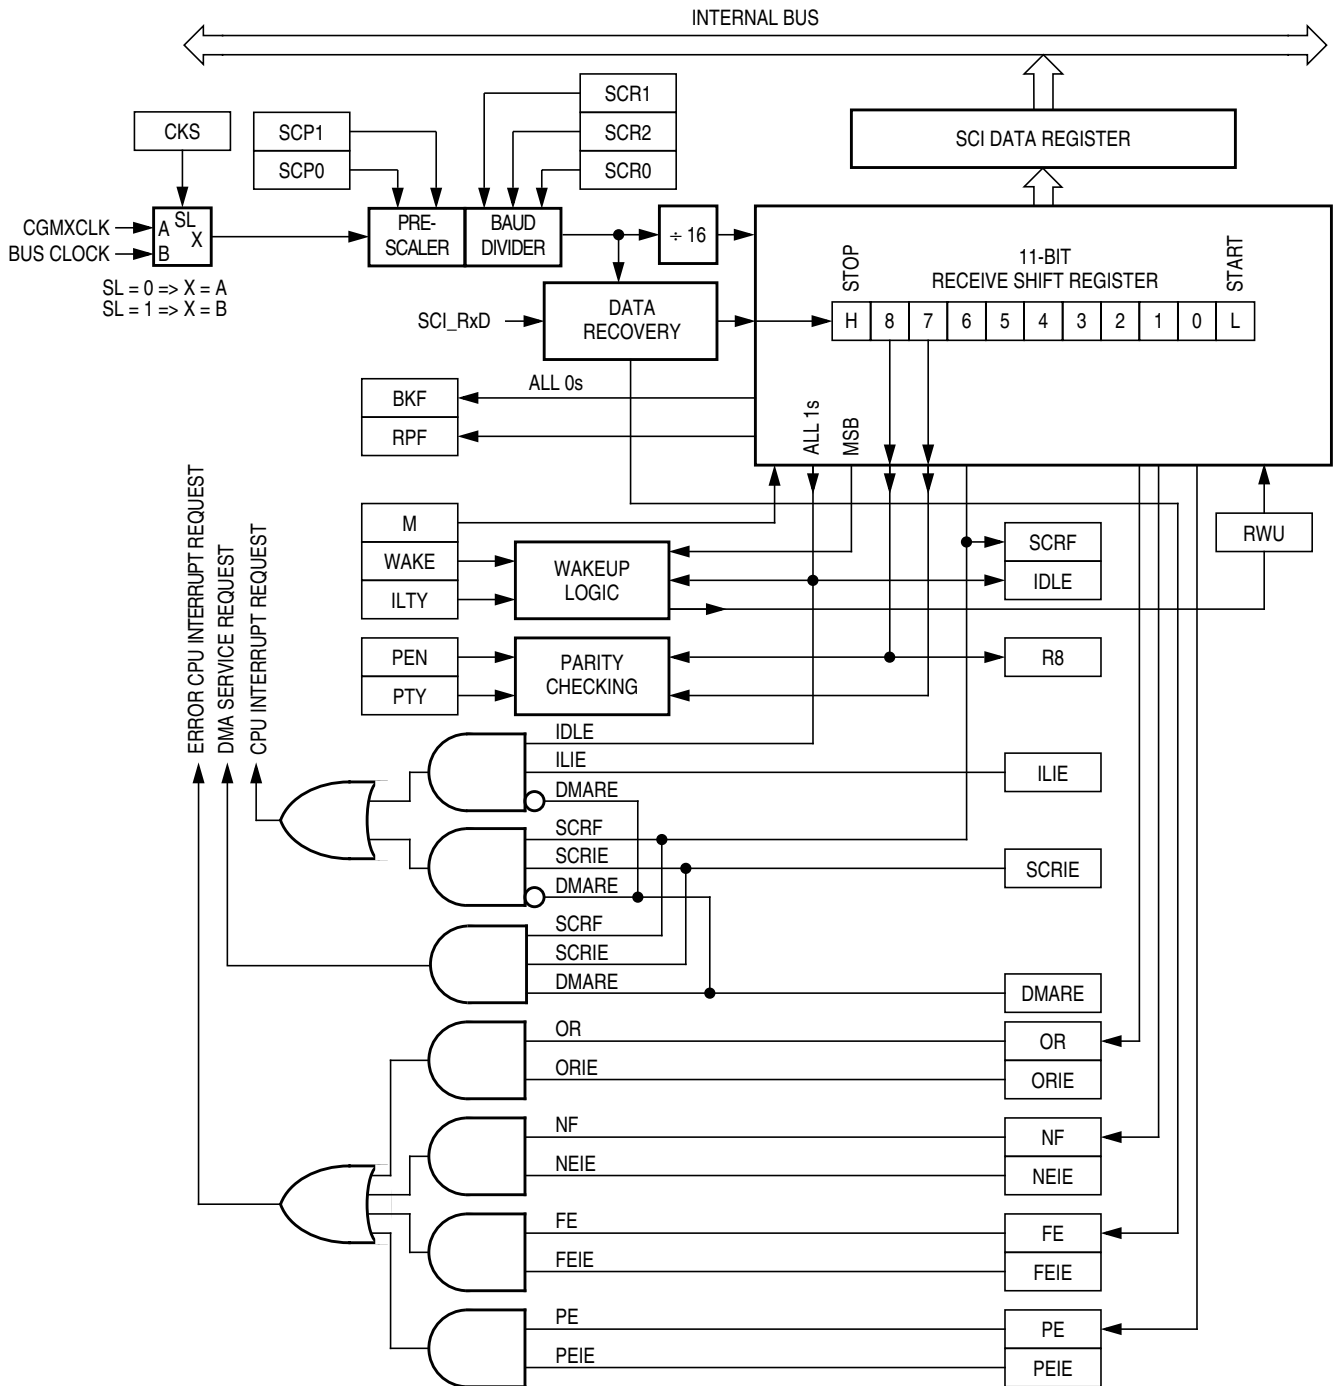 INTERNAL BUS
SCR1
SCR2
SCR0
SCP1
SCP0
CKS
SCI DATA REGISTER
CGMXCLK
BUS CLOCK
A
B
SL
X
SL = 0 => X = A
SL = 1 => X = B
PRE-
SCALER
BAUD
DIVIDER
÷ 16
DATA
RECOVERY
SCI_RxD
STOP
11-BIT
RECEIVE SHIFT REGISTER
START
H 8 7 6 5 4 3 2 1 0 L
ALL 0s
BKF
RPF
ALL 1s
MSB
M
WAKE
ILTY
WAKEUP
LOGIC
SCRF
IDLE
RWU
PEN
PTY
PARITY
CHECKING
R8
ERROR CPU INTERRUPT REQUEST
DMA SERVICE REQUEST
CPU INTERRUPT REQUEST
IDLE
ILIE
DMARE
ILIE
SCRF
SCRIE
DMARE
SCRIE
SCRF
SCRIE
DMARE
DMARE
OR
ORIE
OR
ORIE
NF
NEIE
NF
NEIE
FE
FEIE
FE
FEIE
PE
PEIE
PE
PEIE